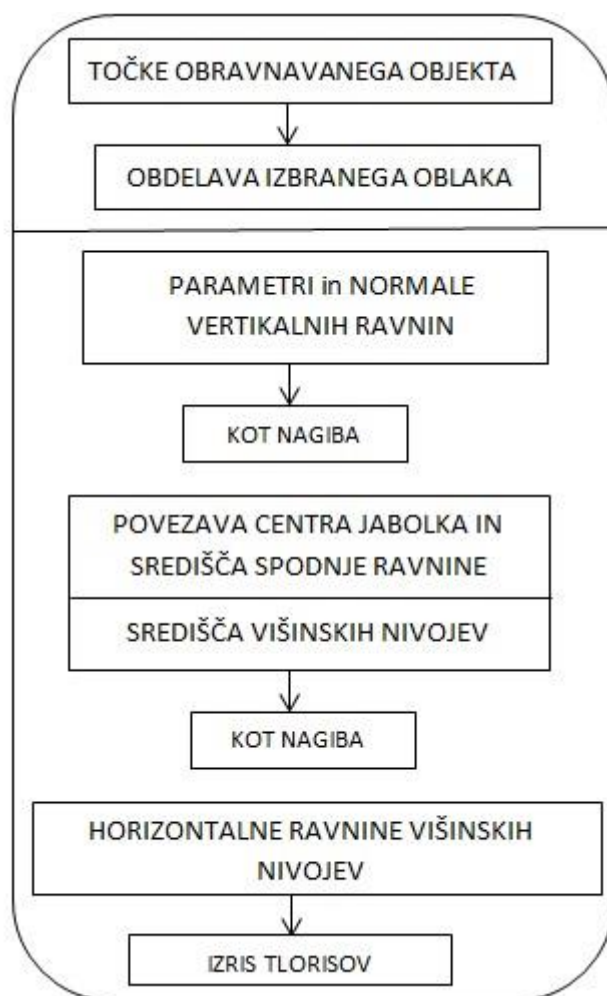 TOČKE OBRAVNAVANEGA OBJEKTA
OBDELAVA IZBRANEGA OBLAKA
PARAMETRI in NORMALE
VERTIKALNIH RAVNIN
KOT NAGIBA
POVEZAVA CENTRA JABOLKA IN
SREDIŠČA SPODNJE RAVNINE
SREDIŠČA VIŠINSKIH NIVOJEV
KOT NAGIBA
HORIZONTALNE RAVNINE VIŠINSKIH
NIVOJEV
IZRIS TLORISOV